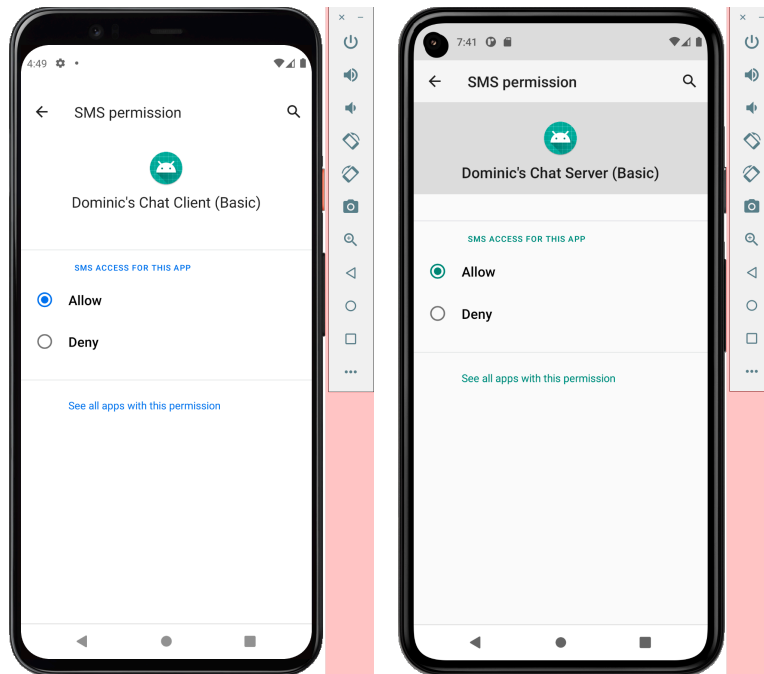 4:49
SMS permission
Dominic's Chat Client (Basic)
SMS ACCESS FOR THIS APP
Allow
Deny
See all apps with this permission
7:41
SMS permission
Dominic's Chat Server (Basic)
SMS ACCESS FOR THIS APP
Allow
Deny
See all apps with this permission